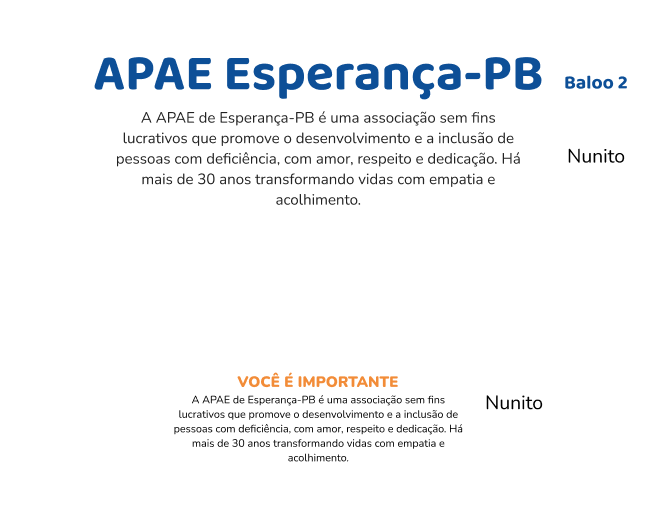 APAE Esperança-PB
Baloo 2
A APAE de Esperança-PB é uma associação sem fins
lucrativos que promove o desenvolvimento e a inclusão de
pessoas com deficiência, com amor, respeito e dedicação. Há
mais de 30 anos transformando vidas com empatia e
acolhimento.
Nunito
VOCÊ É IMPORTANTE
A APAE de Esperança-PB é uma associação sem fins
lucrativos que promove o desenvolvimento e a inclusão de
pessoas com deficiência, com amor, respeito e dedicação. Há
mais de 30 anos transformando vidas com empatia e
acolhimento.
Nunito